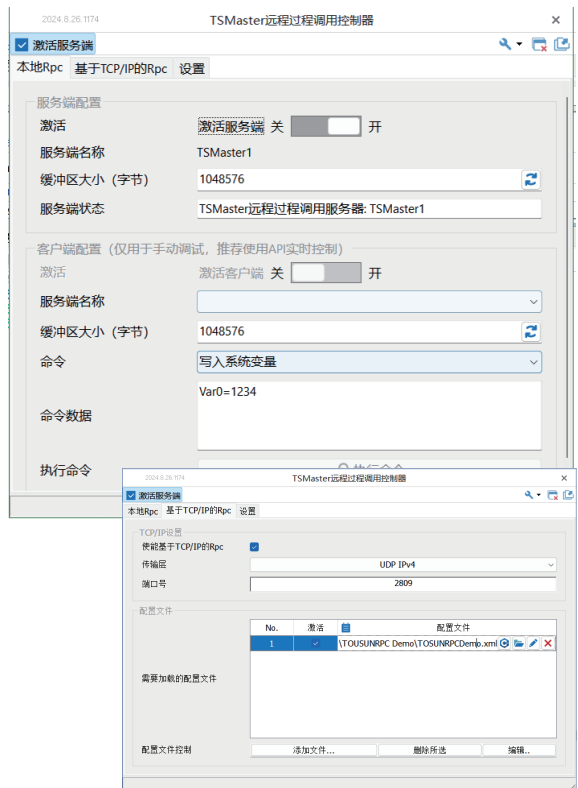 2024.8.26.1174 TSMaster远程过程调用控制器
激活服务端
本地Rpc 基于TCP/IP的Rpc 设置
服务端配置
激活 激活服务端 关 开
服务端名称 TSMaster1
缓冲区大小（字节） 1048576
服务端状态 TSMaster远程过程调用服务器: TSMaster1
客户端配置（仅用于手动调试，推荐使用API实时控制）
激活 激活客户端 关 开
服务端名称
缓冲区大小（字节） 1048576
命令 写入系统变量
命令数据 Var0=1234
执行命令
2024.8.26.1174 TSMaster远程过程调用控制器
激活服务端
本地Rpc 基于TCP/IP的Rpc 设置
TCP/IP设置
使能基于TCP/IP的Rpc
传输层 UDP IPv4
端口号 2809
配置文件
No. 激活 配置文件
1 \TOUSUNRPC Demo\TOSUNRPCDemo.xml
需要加载的配置文件
配置文件控制 添加文件... 删除所选 编辑..